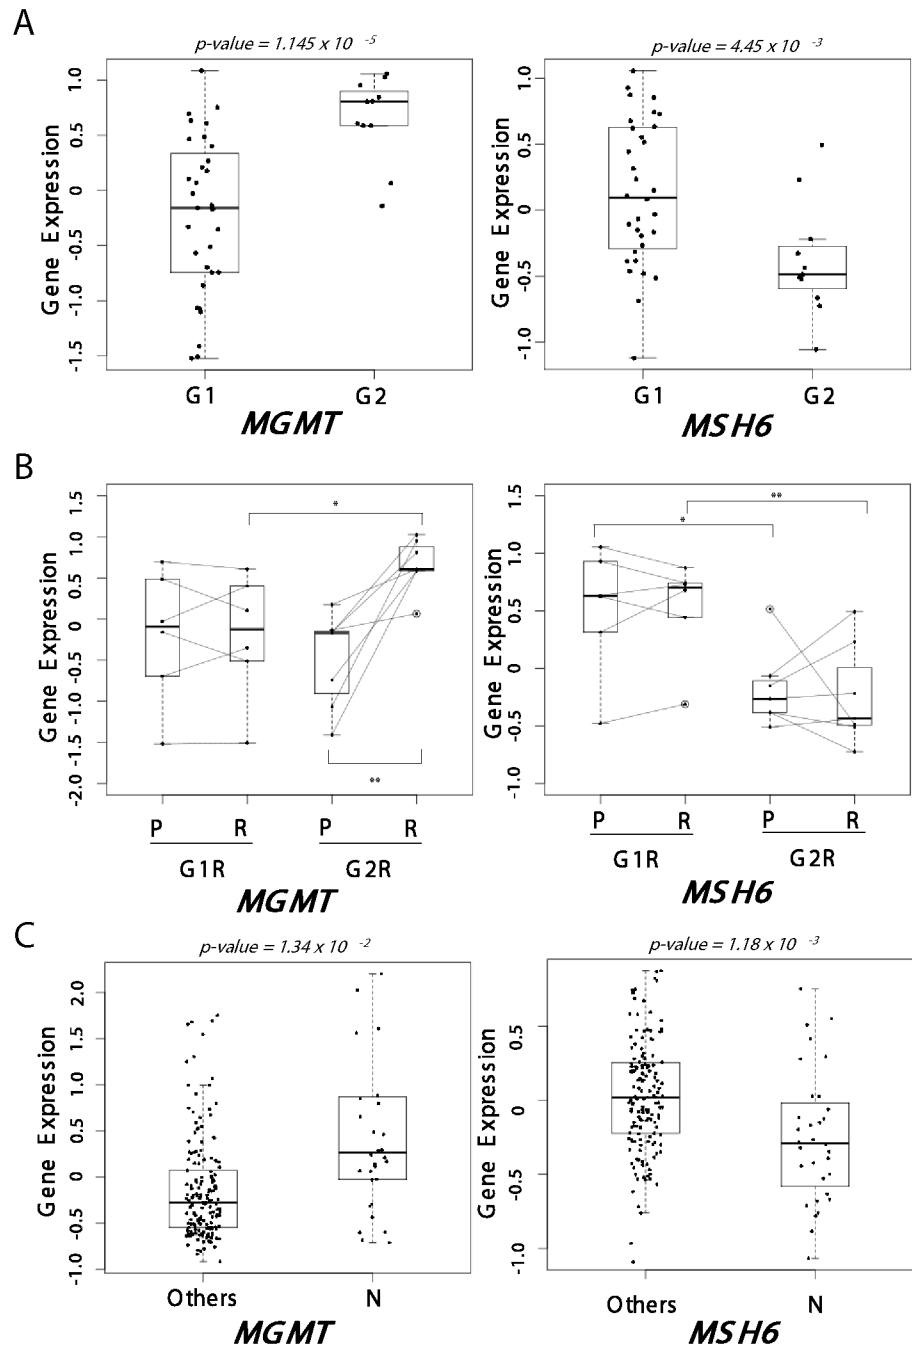 A
p-value = 1.145 x 10 -5
p-value = 4.45 x 10 -3
Gene Expression
1.0
0.5
0
-0.5
-1.0
-1.5
G1
G2
MGMT
Gene Expression
1.0
0.5
0.0
-0.5
-1.0
G1
G2
MSH6
B
Gene Expression
1.5
1.0
0.5
0
-0.5
-1.0
-1.5
-2.0
*
**
P
R
P
R
G1R
G2R
MGMT
Gene Expression
1.5
1.0
0.5
0
-0.5
-1.0
**
*
P
R
P
R
G1R
G2R
MSH6
C
p-value = 1.34 x 10 -2
p-value = 1.18 x 10 -3
Gene Expression
2.0
1.0
0.5
0
-0.5
-1.0
Others
N
MGMT
Gene Expression
0.5
0
-0.5
-1.0
Others
N
MSH6